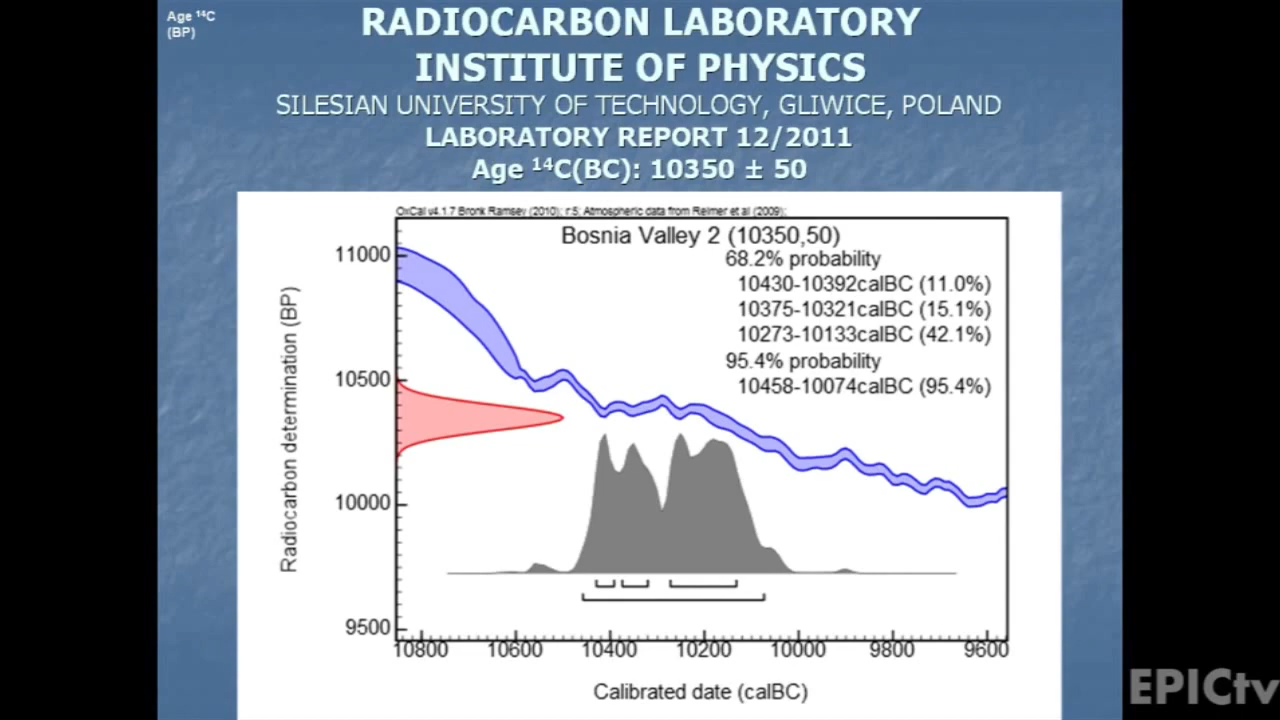 Age ¹⁴C
(BP)
RADIOCARBON LABORATORY
INSTITUTE OF PHYSICS
SILESIAN UNIVERSITY OF TECHNOLOGY, GLIWICE, POLAND
LABORATORY REPORT 12/2011
Age ¹⁴C(BC): 10350 ± 50
OxCal v4.1.7 Bronk Ramsey (2010); r:5; Atmospheric data from Reimer et al (2009);
Bosnia Valley 2 (10350,50)
68.2% probability
10430-10392calBC (11.0%)
10375-10321calBC (15.1%)
10273-10133calBC (42.1%)
95.4% probability
10458-10074calBC (95.4%)
Radiocarbon determination (BP)
11000
10500
10000
9500
10800 10600 10400 10200 10000 9800 9600
Calibrated date (calBC)
EPICtv